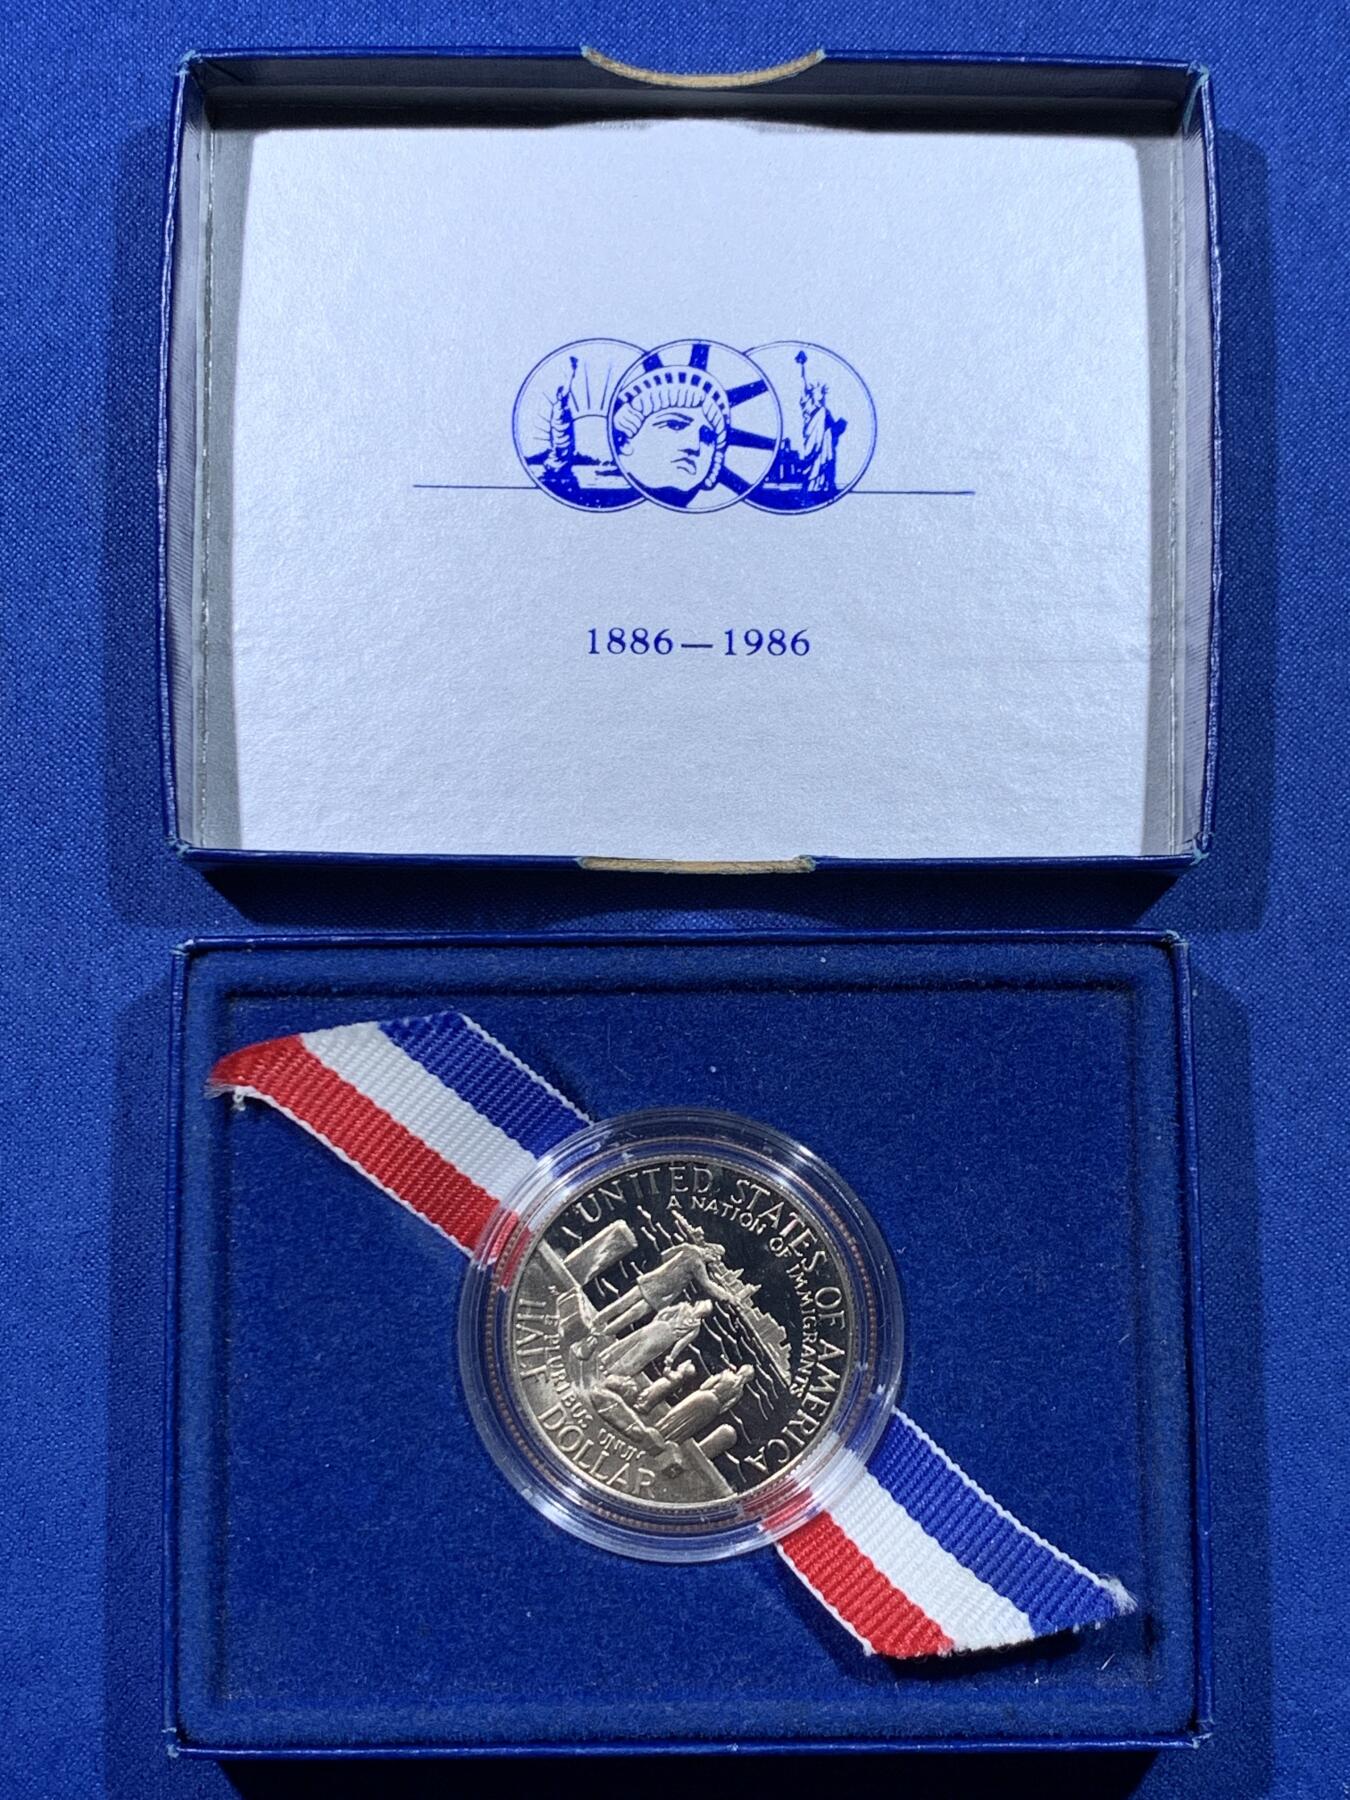 1886—1986
UNITED STATES OF AMERICA
A NATION OF IMMIGRANTS
E PLURIBUS UNUM
HALF DOLLAR